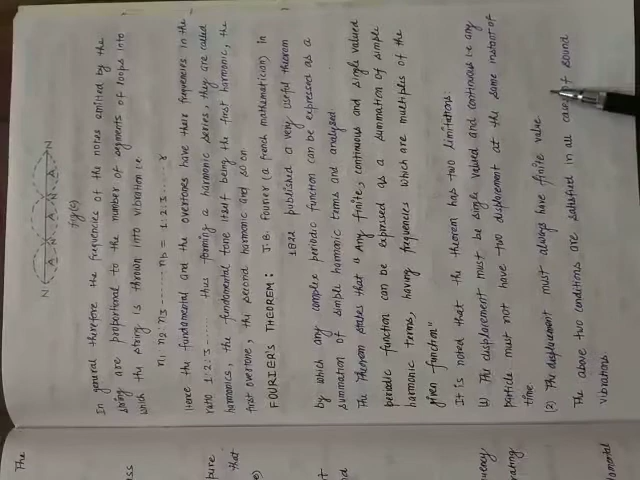 N A N A N A N
fig(c)
In general therefore the frequencies of the notes emitted by the
string are proportional to the number of segments of loops into
which the string is thrown into vibration i.e
n1 n2: n3 ------ np = 1:2:3 ..... r
Hence the fundamental and the overtones have their frequencies in the
ratio 1:2:3 ------ thus forming a harmonic series, they are called
harmonics, the fundamental tone itself being the first harmonic, the
first overtone, the second harmonic and so on
FOURIER'S THEOREM: J.B. Fourier (a french mathematician) in
1822 published a very useful theorem
by which any complex periodic function can be expressed as a
summation of simple harmonic terms and analysed
The theorem states that "Any finite, continuous and single valued
periodic function can be expressed as a summation of simple
harmonic terms, having frequencies which are multiples of the
given function"
It is noted that the theorem has two limitations.
(1) The displacement must be single valued and continuous i.e any
particle must not have two displacement at the same instant of
time
(2) The displacement must always have finite value
The above two conditions are satisfied in all cases of sound
vibrations
The
that